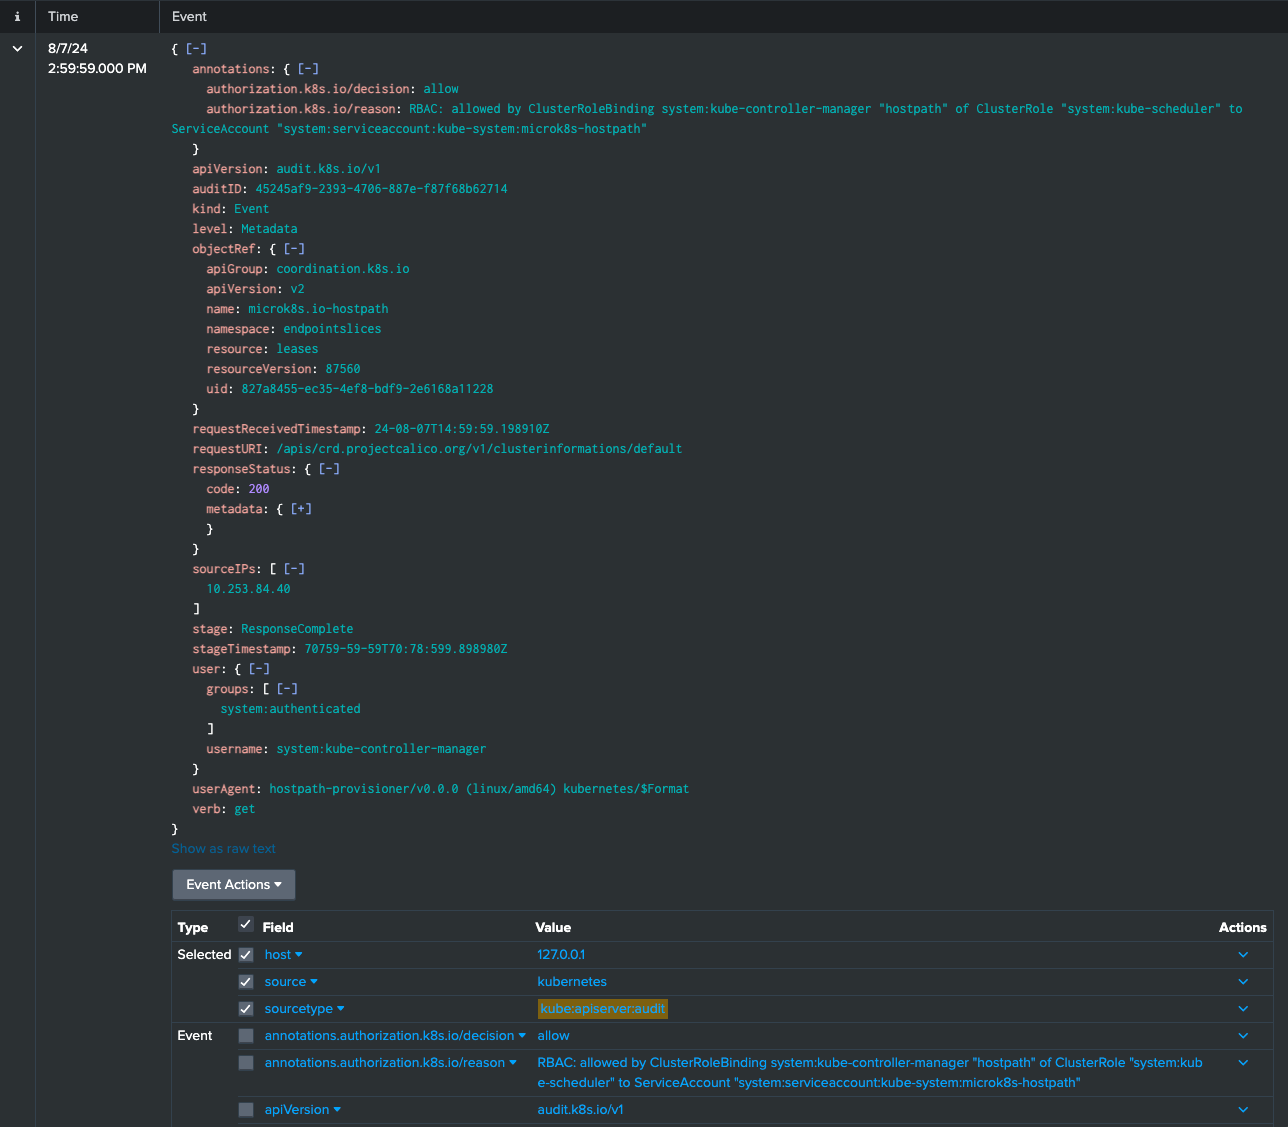 i Time Event
8/7/24 { [-]
2:59:59.000 PM annotations: { [-]
authorization.k8s.io/decision: allow
authorization.k8s.io/reason: RBAC: allowed by ClusterRoleBinding system:kube-controller-manager "hostpath" of ClusterRole "system:kube-scheduler" to
ServiceAccount "system:serviceaccount:kube-system:microk8s-hostpath"
}
apiVersion: audit.k8s.io/v1
auditID: 45245af9-2393-4706-887e-f87f68b62714
kind: Event
level: Metadata
objectRef: { [-]
apiGroup: coordination.k8s.io
apiVersion: v2
name: microk8s.io-hostpath
namespace: endpointslices
resource: leases
resourceVersion: 87560
uid: 827a8455-ec35-4ef8-bdf9-2e6168a11228
}
requestReceivedTimestamp: 24-08-07T14:59:59.198910Z
requestURI: /apis/crd.projectcalico.org/v1/clusterinformations/default
responseStatus: { [-]
code: 200
metadata: { [+]
}
}
sourceIPs: [ [-]
10.253.84.40
]
stage: ResponseComplete
stageTimestamp: 70759-59-59T70:78:599.898980Z
user: { [-]
groups: [ [-]
system:authenticated
]
username: system:kube-controller-manager
}
userAgent: hostpath-provisioner/v0.0.0 (linux/amd64) kubernetes/$Format
verb: get
}
Show as raw text
Event Actions
Type Field Value Actions
Selected host 127.0.0.1
source kubernetes
sourcetype kube:apiserver:audit
Event annotations.authorization.k8s.io/decision allow
annotations.authorization.k8s.io/reason RBAC: allowed by ClusterRoleBinding system:kube-controller-manager "hostpath" of ClusterRole "system:kub
e-scheduler" to ServiceAccount "system:serviceaccount:kube-system:microk8s-hostpath"
apiVersion audit.k8s.io/v1